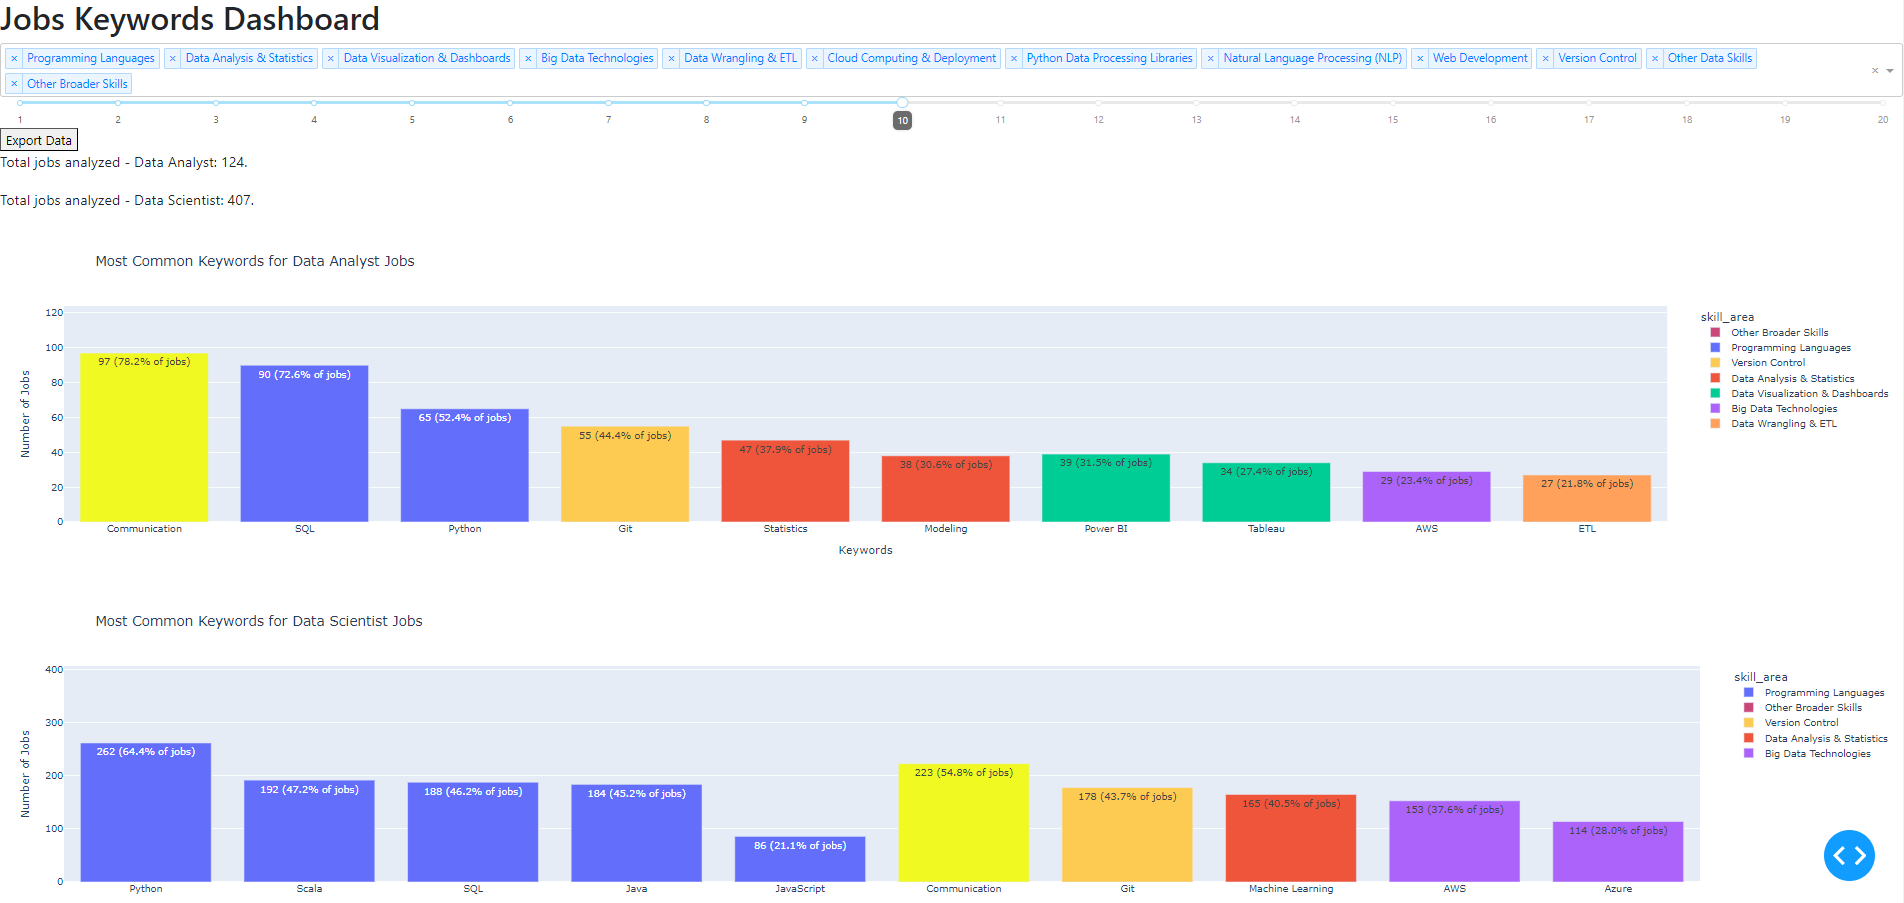 Jobs Keywords Dashboard
× Programming Languages × Data Analysis & Statistics × Data Visualization & Dashboards × Big Data Technologies × Data Wrangling & ETL × Cloud Computing & Deployment × Python Data Processing Libraries × Natural Language Processing (NLP) × Web Development × Version Control × Other Data Skills
× Other Broader Skills ×
1 2 3 4 5 6 7 8 9 10 11 12 13 14 15 16 17 18 19 20
Export Data
Total jobs analyzed - Data Analyst: 124.
Total jobs analyzed - Data Scientist: 407.
Most Common Keywords for Data Analyst Jobs
Number of Jobs
120
100
80
60
40
20
0
97 (78.2% of jobs)
90 (72.6% of jobs)
65 (52.4% of jobs)
55 (44.4% of jobs)
47 (37.9% of jobs)
38 (30.6% of jobs)
39 (31.5% of jobs)
34 (27.4% of jobs)
29 (23.4% of jobs)
27 (21.8% of jobs)
Communication SQL Python Git Statistics Modeling Power BI Tableau AWS ETL
Keywords
skill_area
Other Broader Skills
Programming Languages
Version Control
Data Analysis & Statistics
Data Visualization & Dashboards
Big Data Technologies
Data Wrangling & ETL
Most Common Keywords for Data Scientist Jobs
Number of Jobs
400
300
200
100
0
262 (64.4% of jobs)
192 (47.2% of jobs)
188 (46.2% of jobs)
184 (45.2% of jobs)
86 (21.1% of jobs)
223 (54.8% of jobs)
178 (43.7% of jobs)
165 (40.5% of jobs)
153 (37.6% of jobs)
114 (28.0% of jobs)
Python Scala SQL Java JavaScript Communication Git Machine Learning AWS Azure
skill_area
Programming Languages
Other Broader Skills
Version Control
Data Analysis & Statistics
Big Data Technologies